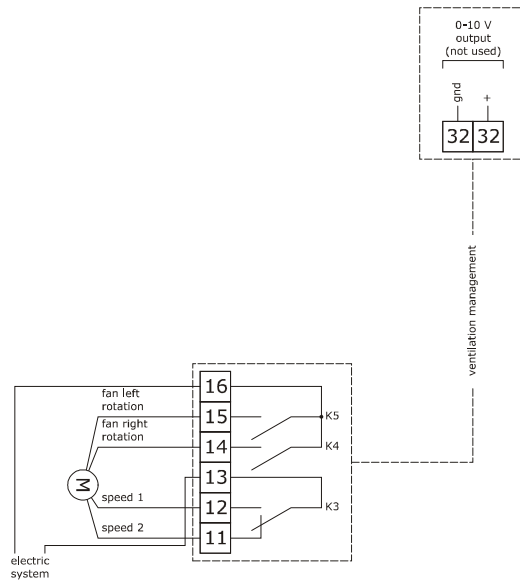 0-10 V
output
(not used)
gnd
+
32 32
ventilation management
16
fan left
rotation
15
K5
fan right
rotation
14
K4
13
M
speed 1
12
K3
speed 2
11
electric
system